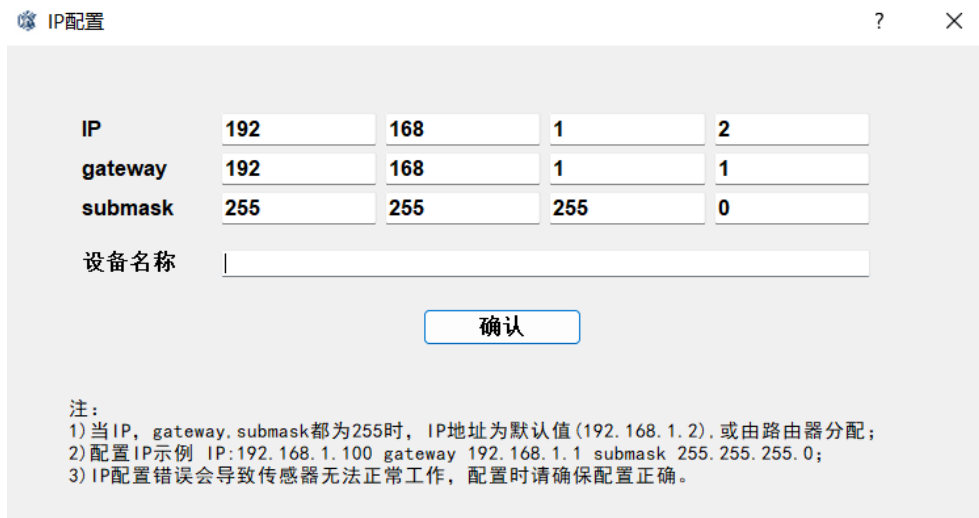 IP配置 ?
IP 192 168 1 2
gateway 192 168 1 1
submask 255 255 255 0
设备名称
确认
注:
1)当IP, gateway,submask都为255时, IP地址为默认值(192.168.1.2),或由路由器分配;
2)配置IP示例 IP:192.168.1.100 gateway 192.168.1.1 submask 255.255.255.0;
3)IP配置错误会导致传感器无法正常工作, 配置时请确保配置正确。